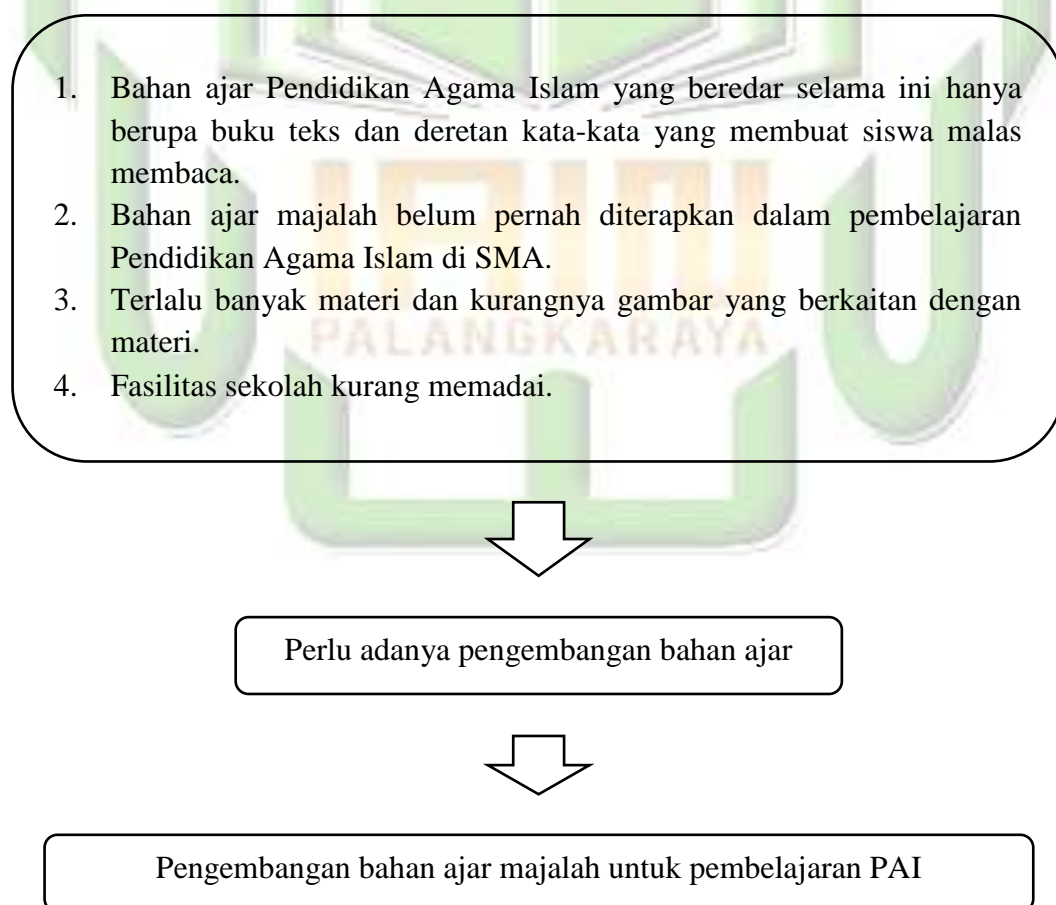 1. Bahan ajar Pendidikan Agama Islam yang beredar selama ini hanya
berupa buku teks dan deretan kata-kata yang membuat siswa malas
membaca.
2. Bahan ajar majalah belum pernah diterapkan dalam pembelajaran
Pendidikan Agama Islam di SMA.
3. Terlalu banyak materi dan kurangnya gambar yang berkaitan dengan
materi.
PALANGKARAYA
4. Fasilitas sekolah kurang memadai.
Perlu adanya pengembangan bahan ajar
Pengembangan bahan ajar majalah untuk pembelajaran PAI